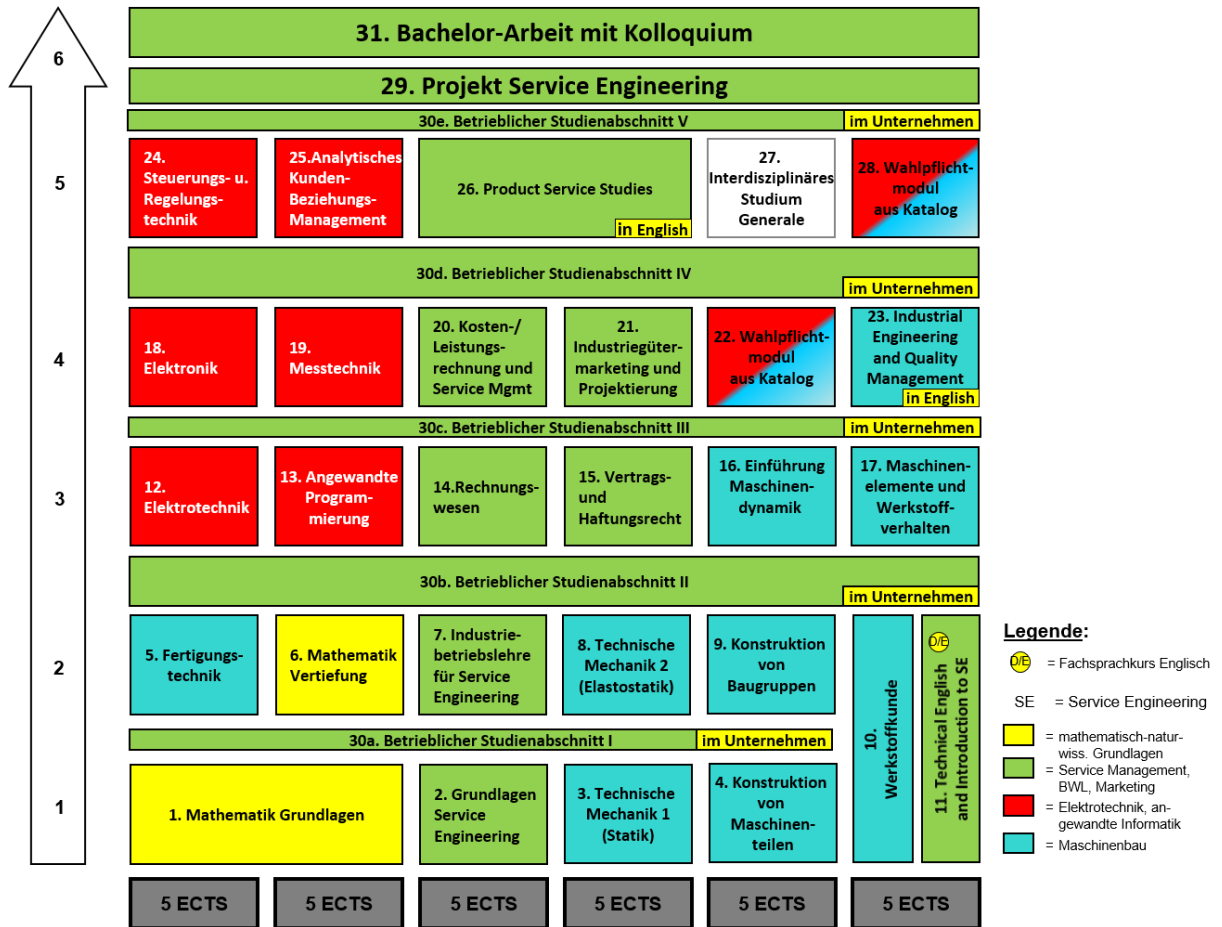 6
31. Bachelor-Arbeit mit Kolloquium
29. Projekt Service Engineering
30e. Betrieblicher Studienabschnitt V
im Unternehmen
5
24.
Steuerungs- u.
Regelungs-
technik
25.Analytisches
Kunden-
Beziehungs-
Management
26. Product Service Studies
in English
27.
Interdisziplinäres
Studium
Generale
28. Wahlpflicht-
modul
aus Katalog
30d. Betrieblicher Studienabschnitt IV
im Unternehmen
4
18.
Elektronik
19.
Messtechnik
20. Kosten-/
Leistungs-
rechnung und
Service Mgmt
21.
Industriegüter-
marketing und
Projektierung
22. Wahlpflicht-
modul
aus Katalog
23. Industrial
Engineering
and Quality
Management
in English
30c. Betrieblicher Studienabschnitt III
im Unternehmen
3
12.
Elektrotechnik
13. Angewandte
Program-
mierung
14.Rechnungs-
wesen
15. Vertrags-
und
Haftungsrecht
16. Einführung
Maschinen-
dynamik
17. Maschinen-
elemente und
Werkstoff-
verhalten
30b. Betrieblicher Studienabschnitt II
im Unternehmen
2
5. Fertigungs-
technik
6. Mathematik
Vertiefung
7. Industrie-
betriebslehre
für Service
Engineering
8. Technische
Mechanik 2
(Elastostatik)
9. Konstruktion
von
Baugruppen
10.
Werkstoffkunde
D/E
11. Technical English
and Introduction to SE
30a. Betrieblicher Studienabschnitt I
im Unternehmen
1
1. Mathematik Grundlagen
2. Grundlagen
Service
Engineering
3. Technische
Mechanik 1
(Statik)
4. Konstruktion
von
Maschinen-
teilen
5 ECTS
5 ECTS
5 ECTS
5 ECTS
5 ECTS
5 ECTS
Legende:
D/E = Fachsprachkurs Englisch
SE = Service Engineering
= mathematisch-natur-
wiss. Grundlagen
= Service Management,
BWL, Marketing
= Elektrotechnik, an-
gewandte Informatik
= Maschinenbau